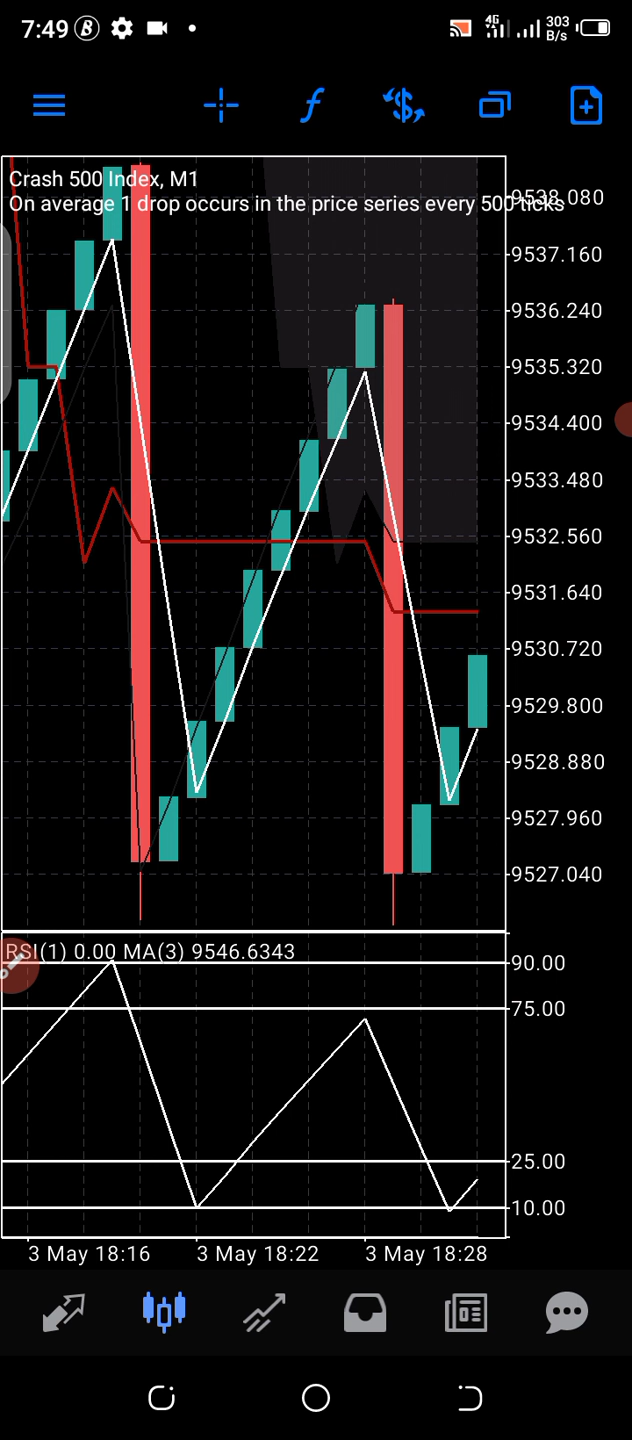 7:49 B 4G 303 B/s
f $
Crash 500 Index, M1
On average 1 drop occurs in the price series every 500 ticks
9538.080
9537.160
9536.240
9535.320
9534.400
9533.480
9532.560
9531.640
9530.720
9529.800
9528.880
9527.960
9527.040
RSI(1) 0.00 MA(3) 9546.6343
90.00
75.00
25.00
10.00
3 May 18:16 3 May 18:22 3 May 18:28